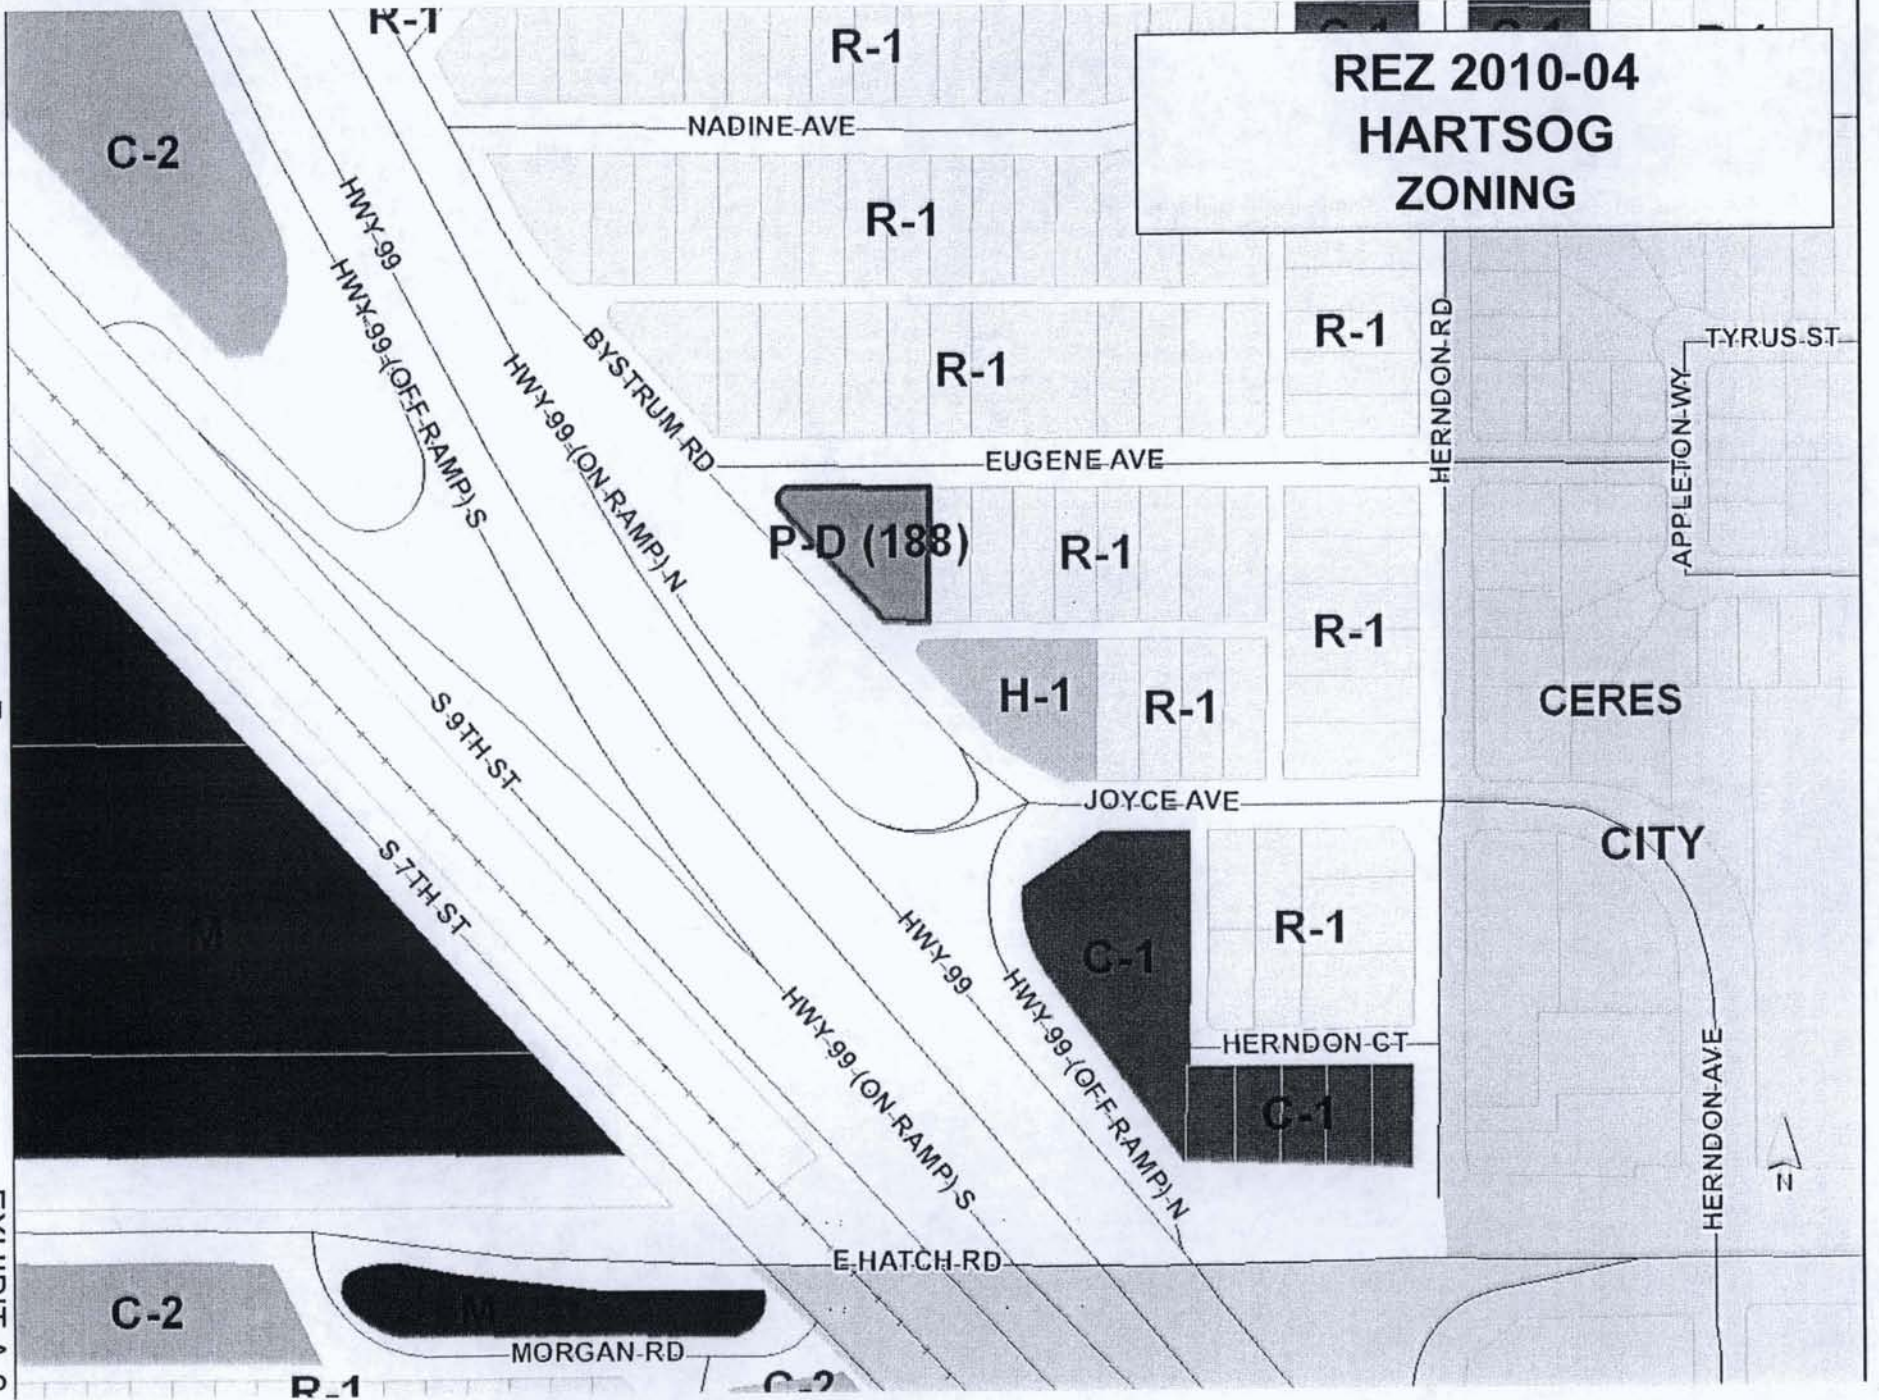 R-1
R-1
C-1
C-1
REZ 2010-04
HARTSOG
ZONING
NADINE AVE
C-2
R-1
HWY 99
HWY 99 (OFF RAMP) S
HWY 99 (ON RAMP) N
BYSTRUM RD
R-1
R-1
HERNDON RD
TYRUS ST
APPLETON WY
EUGENE AVE
P-D (188)
R-1
R-1
H-1
R-1
CERES
CITY
S 9TH ST
JOYCE AVE
S 7TH ST
M
HWY 99
C-1
R-1
HWY 99 (ON RAMP) S
HWY 99 (OFF RAMP) N
HERNDON CT
C-1
HERNDON AVE
N
E HATCH RD
C-2
M
MORGAN RD
R-1
C-2